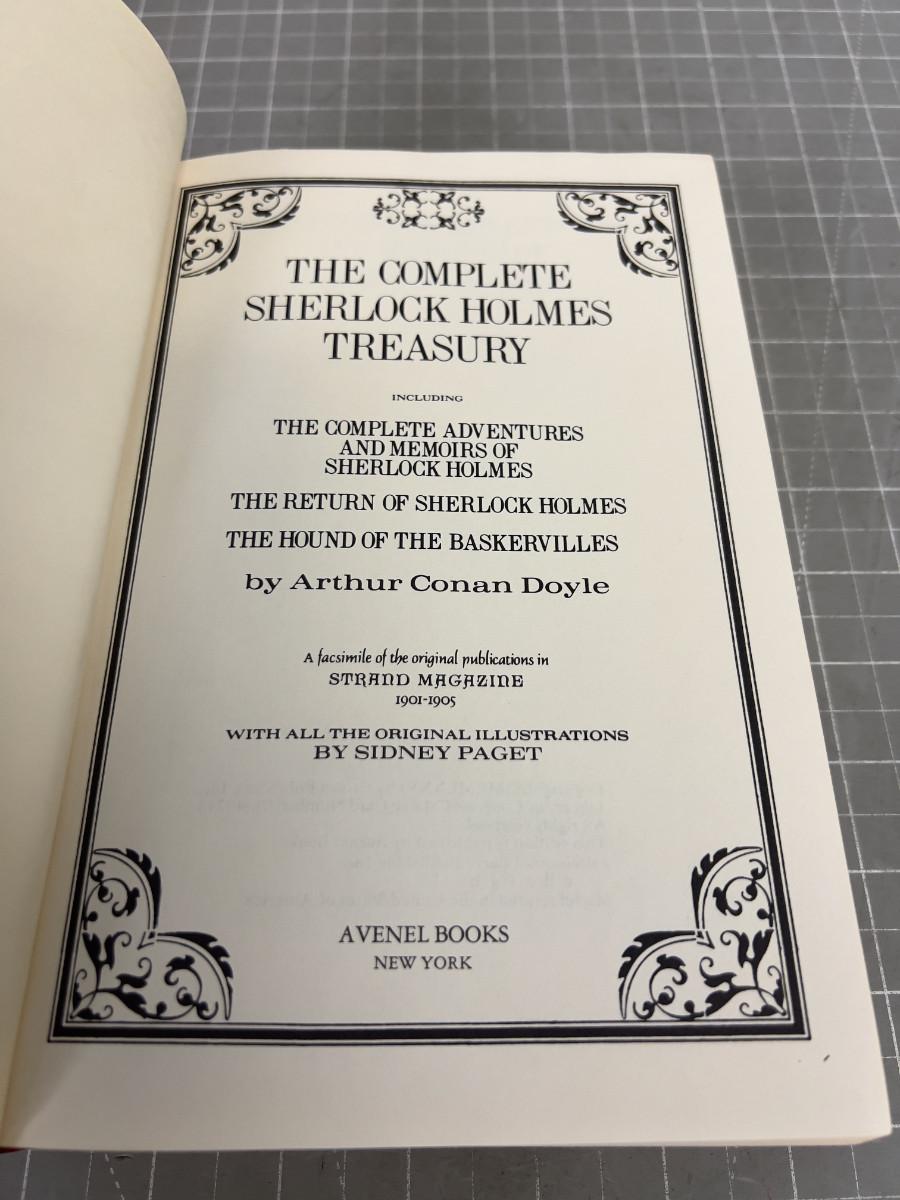 THE COMPLETE
SHERLOCK HOLMES
TREASURY
INCLUDING
THE COMPLETE ADVENTURES
AND MEMOIRS OF
SHERLOCK HOLMES
THE RETURN OF SHERLOCK HOLMES
THE HOUND OF THE BASKERVILLES
by Arthur Conan Doyle
A facsimile of the original publications in
STRAND MAGAZINE
1901-1905
WITH ALL THE ORIGINAL ILLUSTRATIONS
BY SIDNEY PAGET
AVENEL BOOKS
NEW YORK